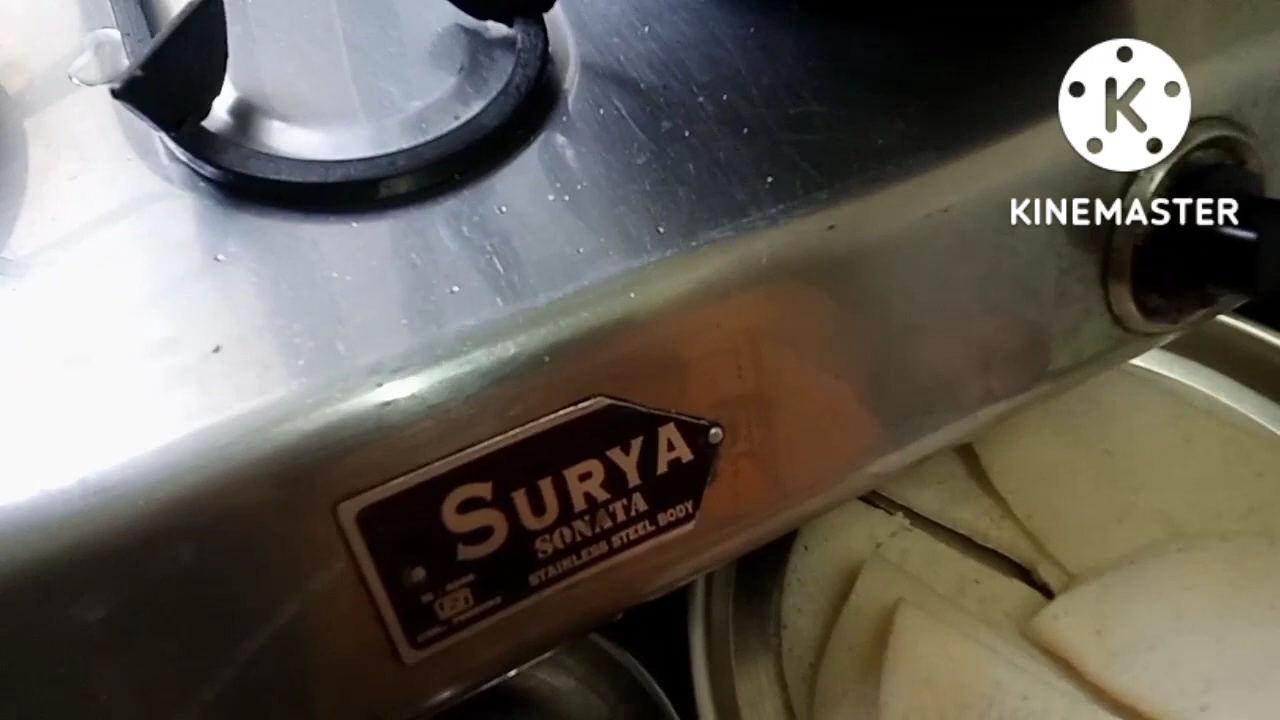 K
KINEMASTER
SURYA
SONATA
STAINLESS STEEL BODY